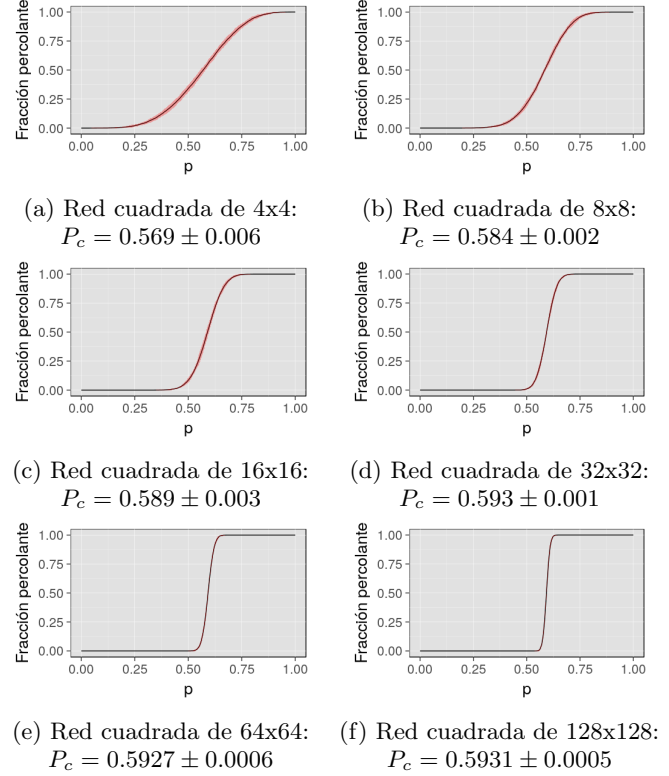 1.00
0.75
0.50
0.25
0.00
Fracción percolante
0.00 0.25 0.50 0.75 1.00
p
(a) Red cuadrada de 4x4:
P_c = 0.569 ± 0.006
1.00
0.75
0.50
0.25
0.00
Fracción percolante
0.00 0.25 0.50 0.75 1.00
p
(b) Red cuadrada de 8x8:
P_c = 0.584 ± 0.002
1.00
0.75
0.50
0.25
0.00
Fracción percolante
0.00 0.25 0.50 0.75 1.00
p
(c) Red cuadrada de 16x16:
P_c = 0.589 ± 0.003
1.00
0.75
0.50
0.25
0.00
Fracción percolante
0.00 0.25 0.50 0.75 1.00
p
(d) Red cuadrada de 32x32:
P_c = 0.593 ± 0.001
1.00
0.75
0.50
0.25
0.00
Fracción percolante
0.00 0.25 0.50 0.75 1.00
p
(e) Red cuadrada de 64x64:
P_c = 0.5927 ± 0.0006
1.00
0.75
0.50
0.25
0.00
Fracción percolante
0.00 0.25 0.50 0.75 1.00
p
(f) Red cuadrada de 128x128:
P_c = 0.5931 ± 0.0005